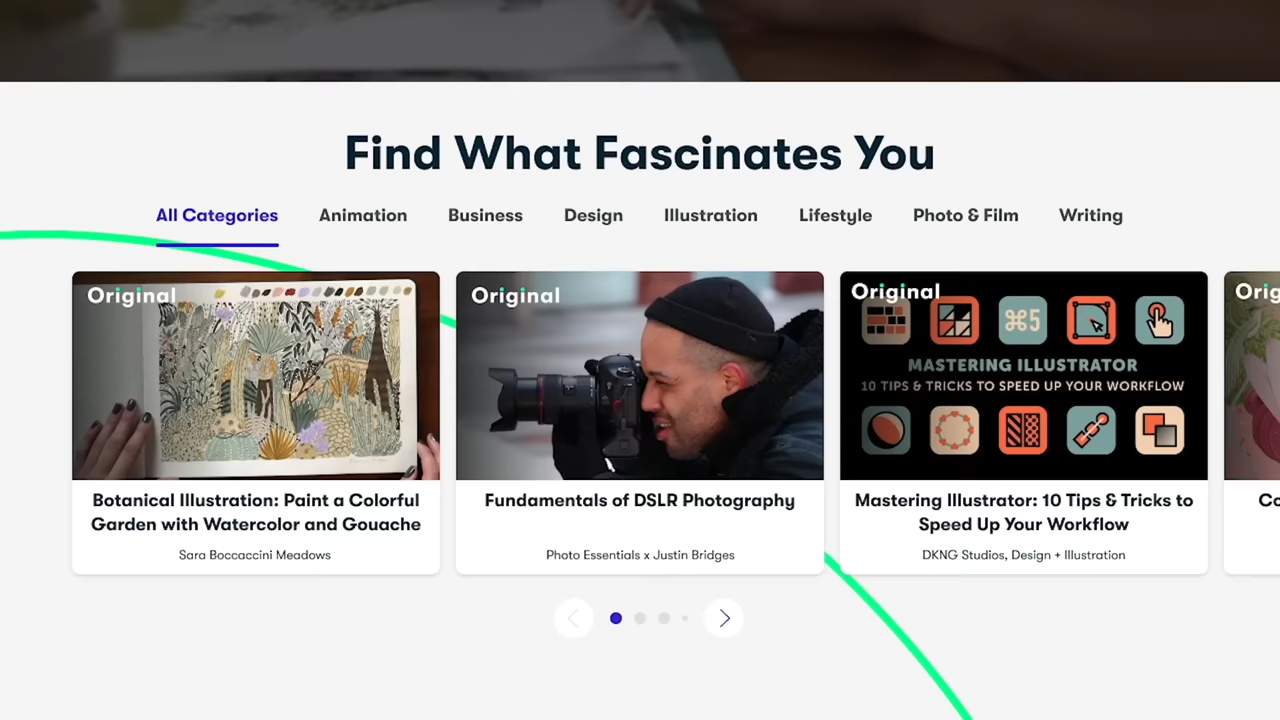 Find What Fascinates You
All Categories Animation Business Design Illustration Lifestyle Photo & Film Writing
Original
Botanical Illustration: Paint a Colorful
Garden with Watercolor and Gouache
Sara Boccaccini Meadows
Original
Fundamentals of DSLR Photography
Photo Essentials x Justin Bridges
Original
⌘5
MASTERING ILLUSTRATOR
10 TIPS & TRICKS TO SPEED UP YOUR WORKFLOW
Mastering Illustrator: 10 Tips & Tricks to
Speed Up Your Workflow
DKNG Studios, Design + Illustration